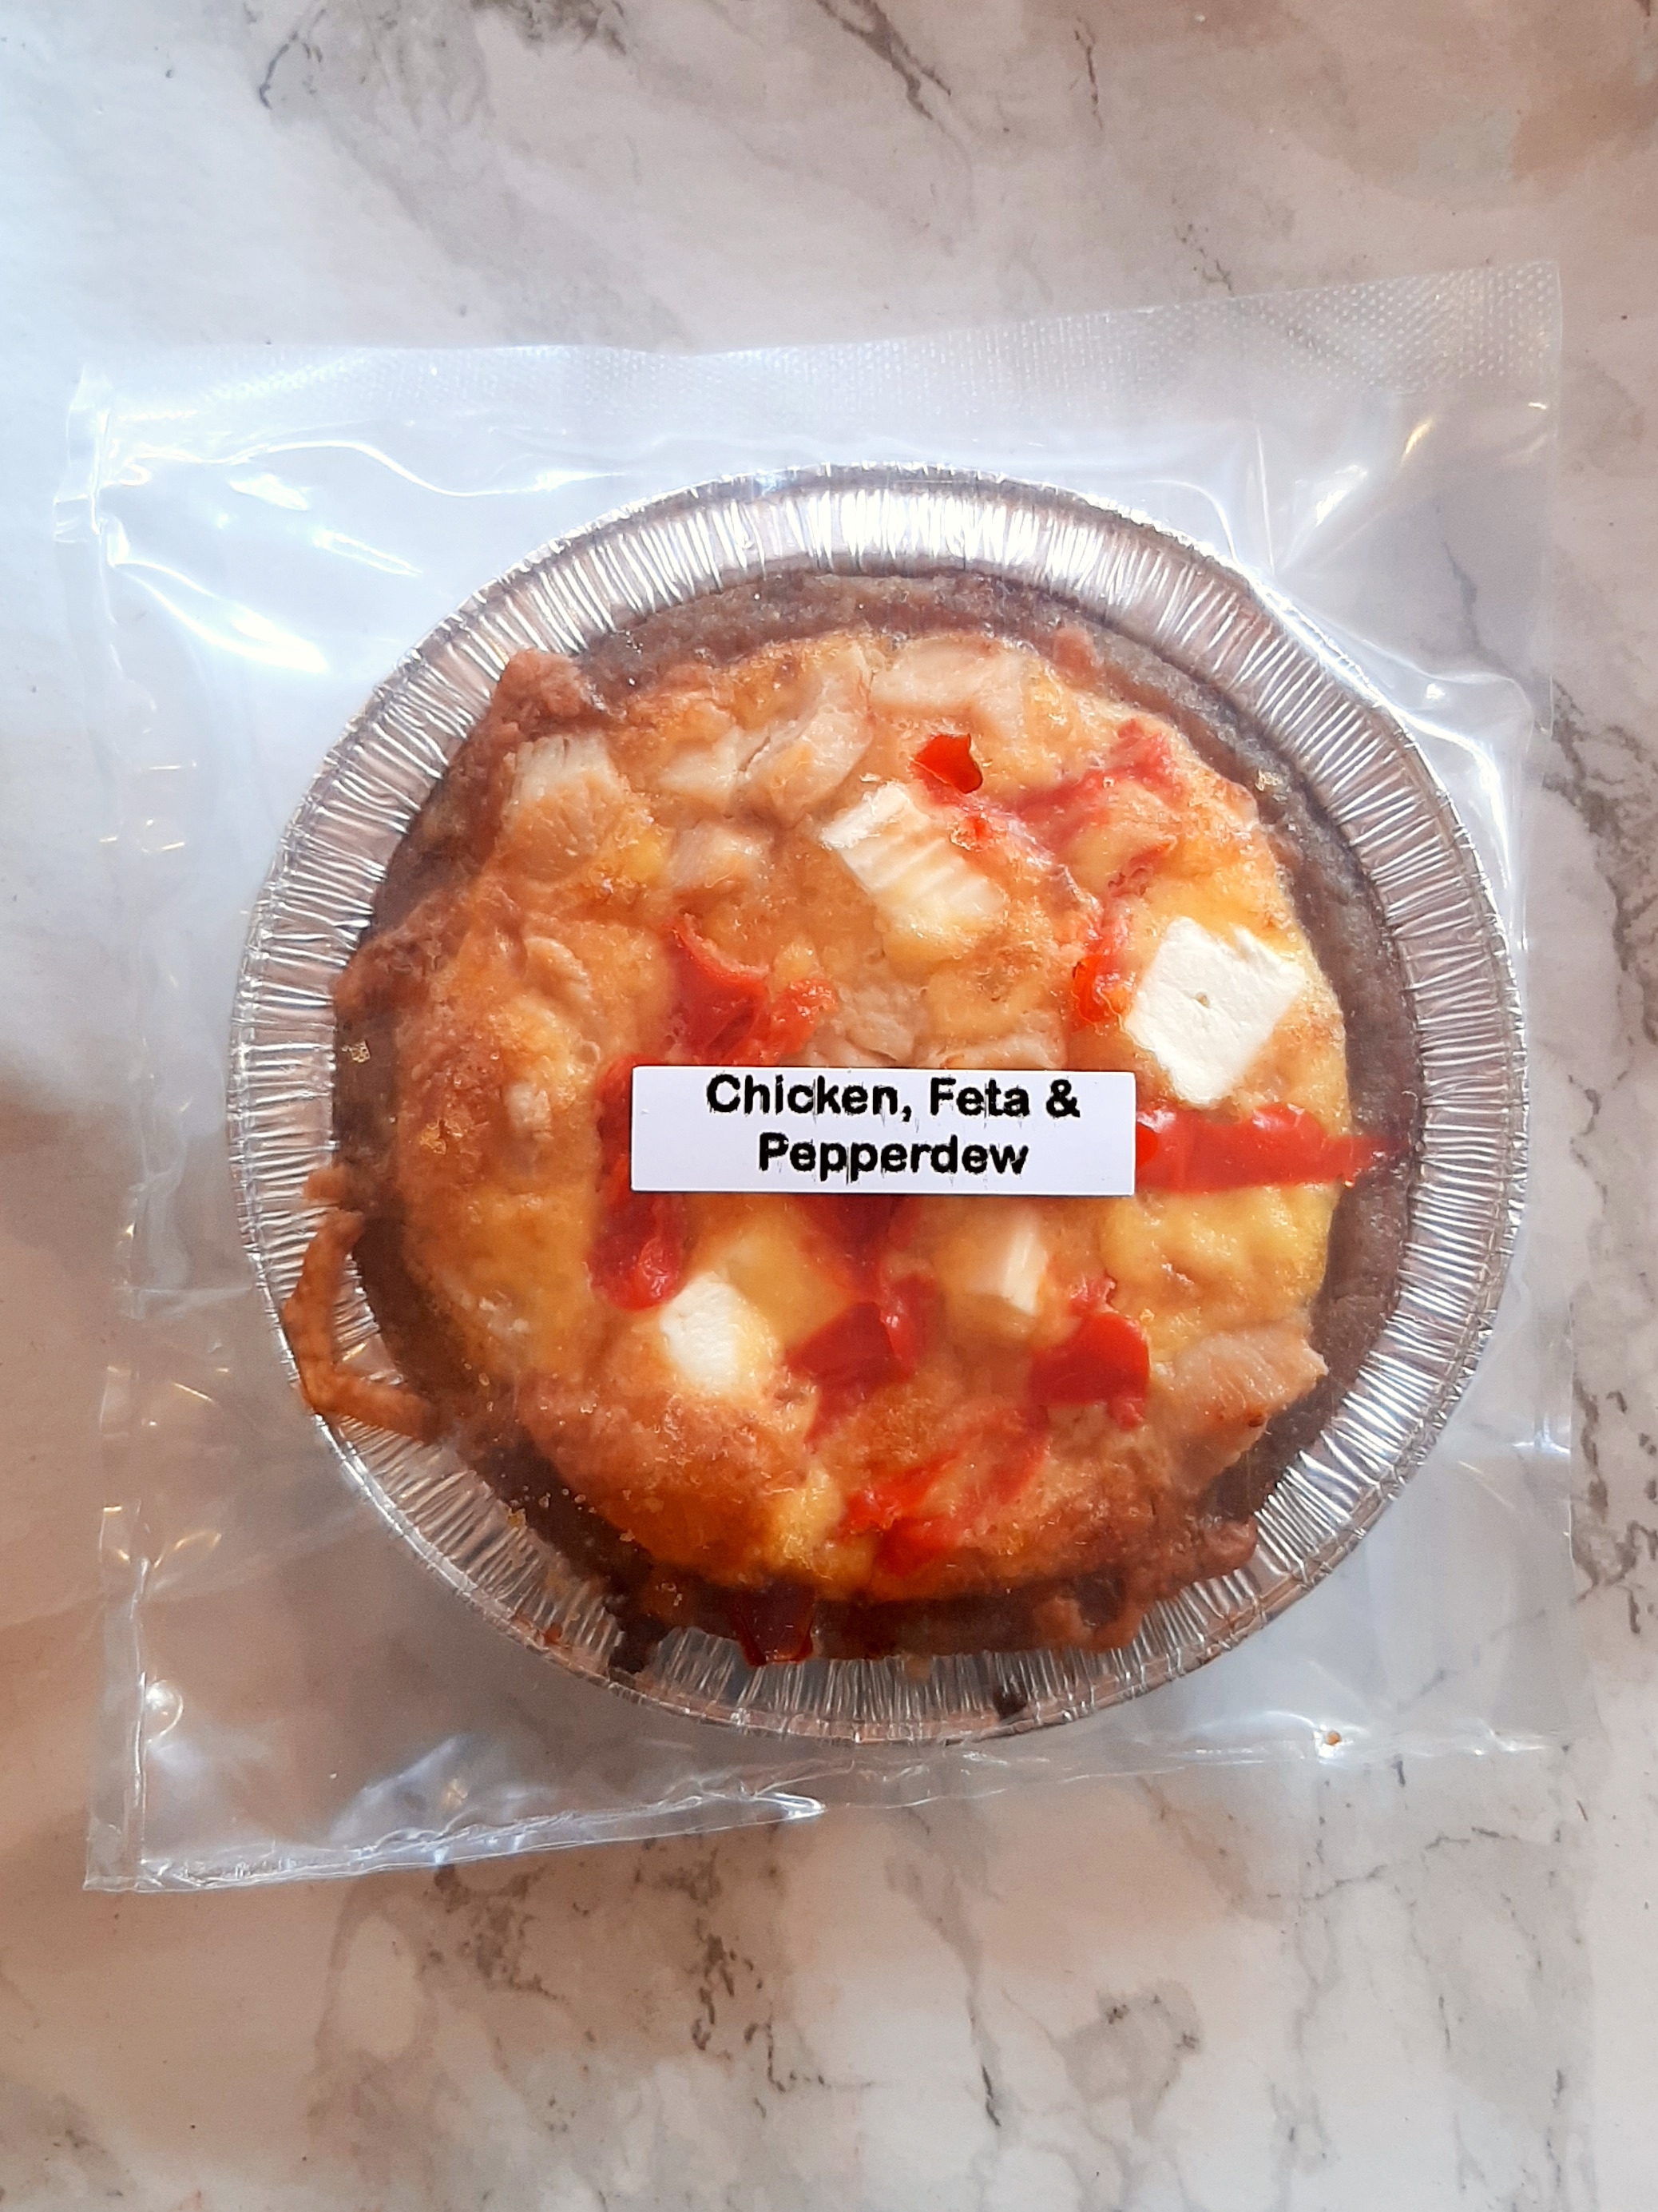 Chicken, Feta &
Pepperdew